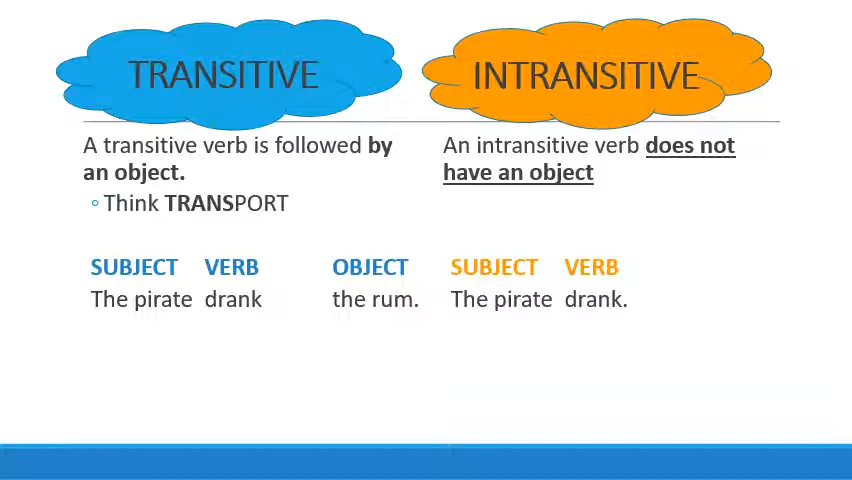 TRANSITIVE
INTRANSITIVE
A transitive verb is followed by
an object.
Think TRANSPORT
SUBJECT VERB OBJECT
The pirate drank the rum.
An intransitive verb does not
have an object
SUBJECT VERB
The pirate drank.